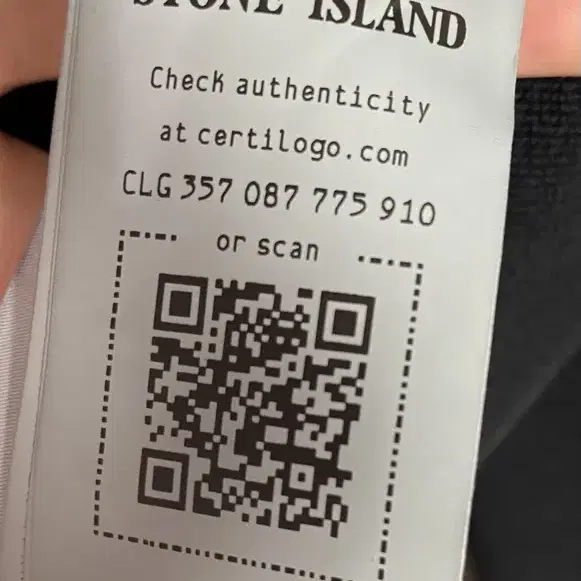 STONE ISLAND
Check authenticity
at certilogo.com
CLG 357 087 775 910
or scan